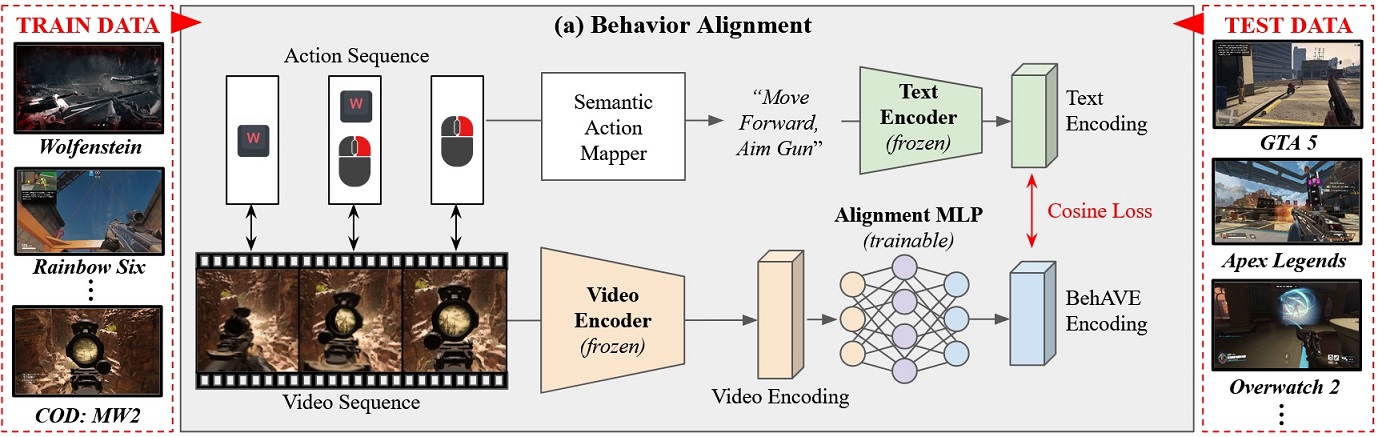 TRAIN DATA
Wolfenstein
Rainbow Six
COD: MW2
(a) Behavior Alignment
Action Sequence
W
W
Semantic
Action
Mapper
“Move
Forward,
Aim Gun”
Text
Encoder
(frozen)
Text
Encoding
Cosine Loss
Video Sequence
Video
Encoder
(frozen)
Video Encoding
Alignment MLP
(trainable)
BehAVE
Encoding
TEST DATA
GTA 5
Apex Legends
Overwatch 2